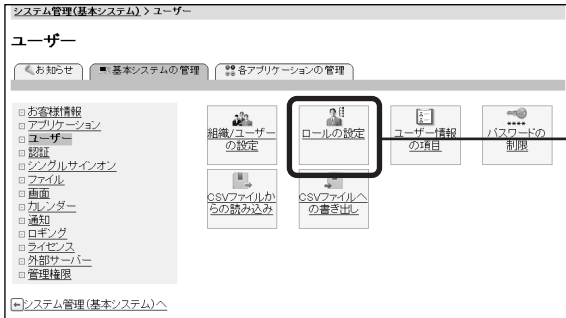 システム管理(基本システム) > ユーザー
ユーザー
お知らせ
基本システムの管理
各アプリケーションの管理
お客様情報
アプリケーション
ユーザー
認証
シングルサインオン
ファイル
画面
カレンダー
通知
ロギング
ライセンス
外部サーバー
管理権限
組織/ユーザー
の設定
ロールの設定
ユーザー情報
の項目
パスワードの
制限
CSVファイルか
らの読み込み
CSVファイルへ
の書き出し
システム管理(基本システム)へ